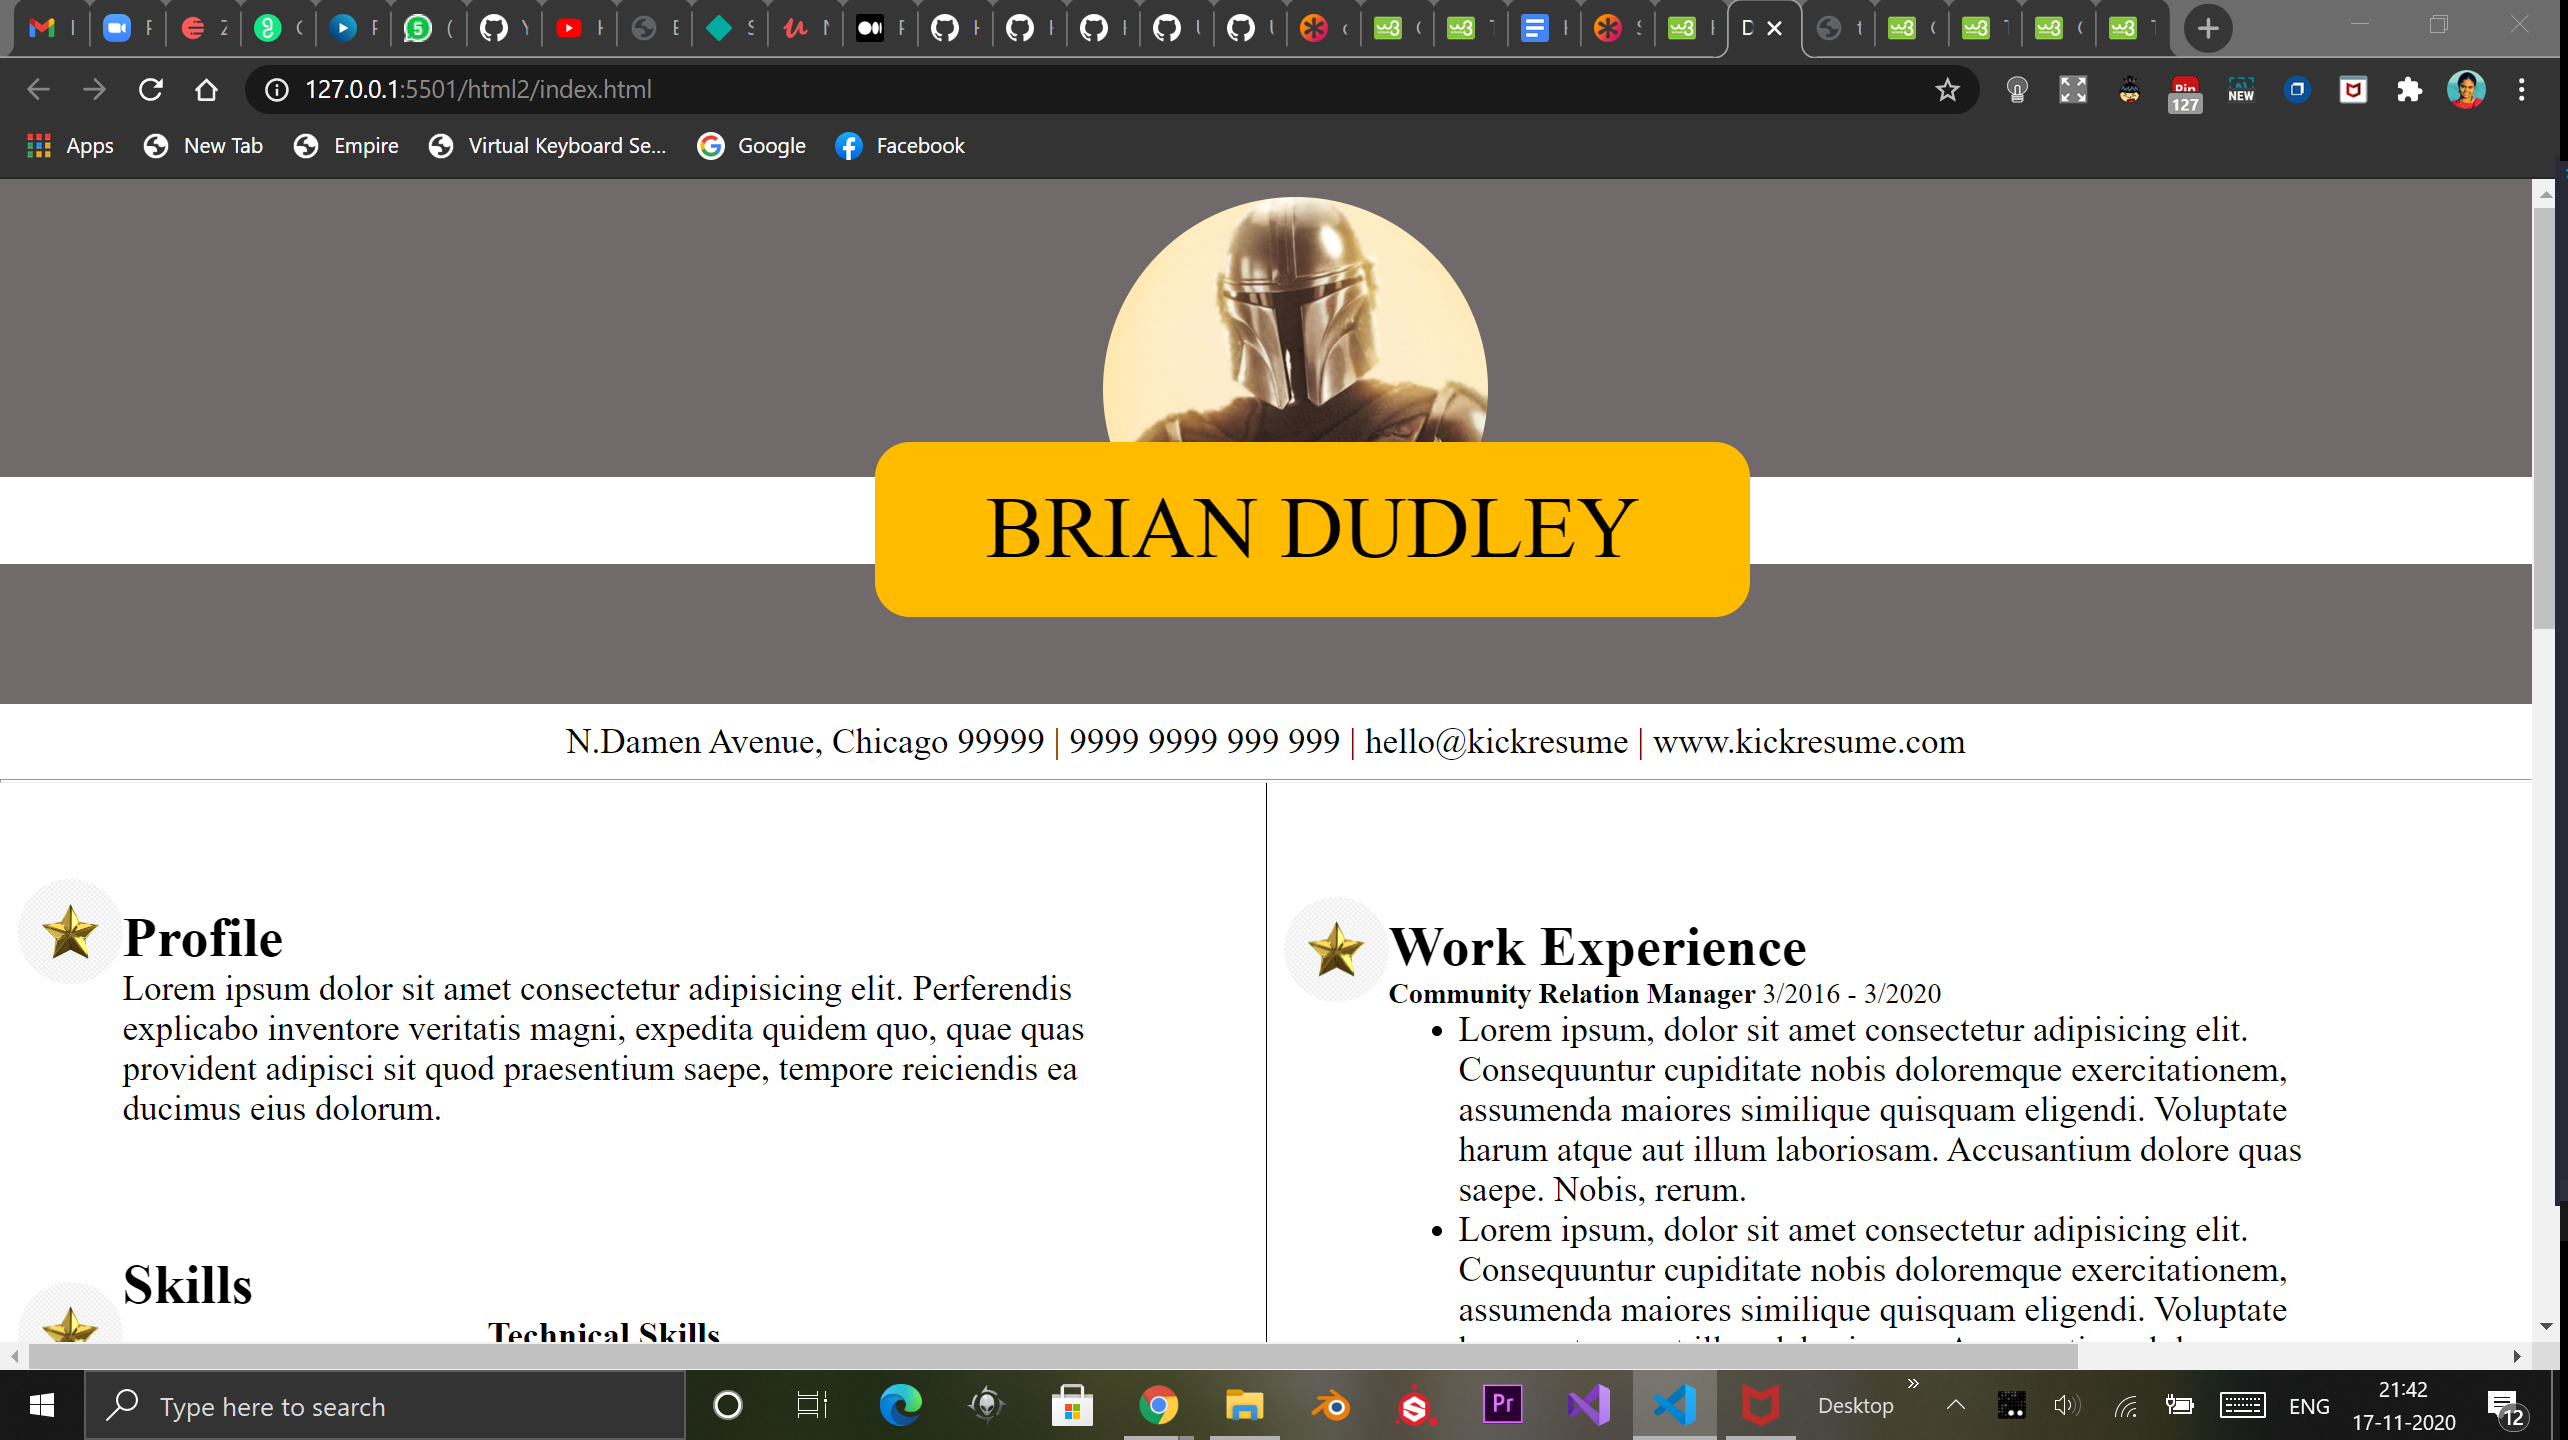 127.0.0.1:5501/html2/index.html
Pin
127
NEW
Apps
New Tab
Empire
Virtual Keyboard Se...
Google
Facebook
BRIAN DUDLEY
N.Damen Avenue, Chicago 99999 | 9999 9999 999 999 | hello@kickresume | www.kickresume.com
Profile
Lorem ipsum dolor sit amet consectetur adipisicing elit. Perferendis
explicabo inventore veritatis magni, expedita quidem quo, quae quas
provident adipisci sit quod praesentium saepe, tempore reiciendis ea
ducimus eius dolorum.
Skills
Technical Skills
Work Experience
Community Relation Manager 3/2016 - 3/2020
• Lorem ipsum, dolor sit amet consectetur adipisicing elit.
Consequuntur cupiditate nobis doloremque exercitationem,
assumenda maiores similique quisquam eligendi. Voluptate
harum atque aut illum laboriosam. Accusantium dolore quas
saepe. Nobis, rerum.
• Lorem ipsum, dolor sit amet consectetur adipisicing elit.
Consequuntur cupiditate nobis doloremque exercitationem,
assumenda maiores similique quisquam eligendi. Voluptate
Type here to search
Pr
Desktop
ENG
21:42
17-11-2020
12